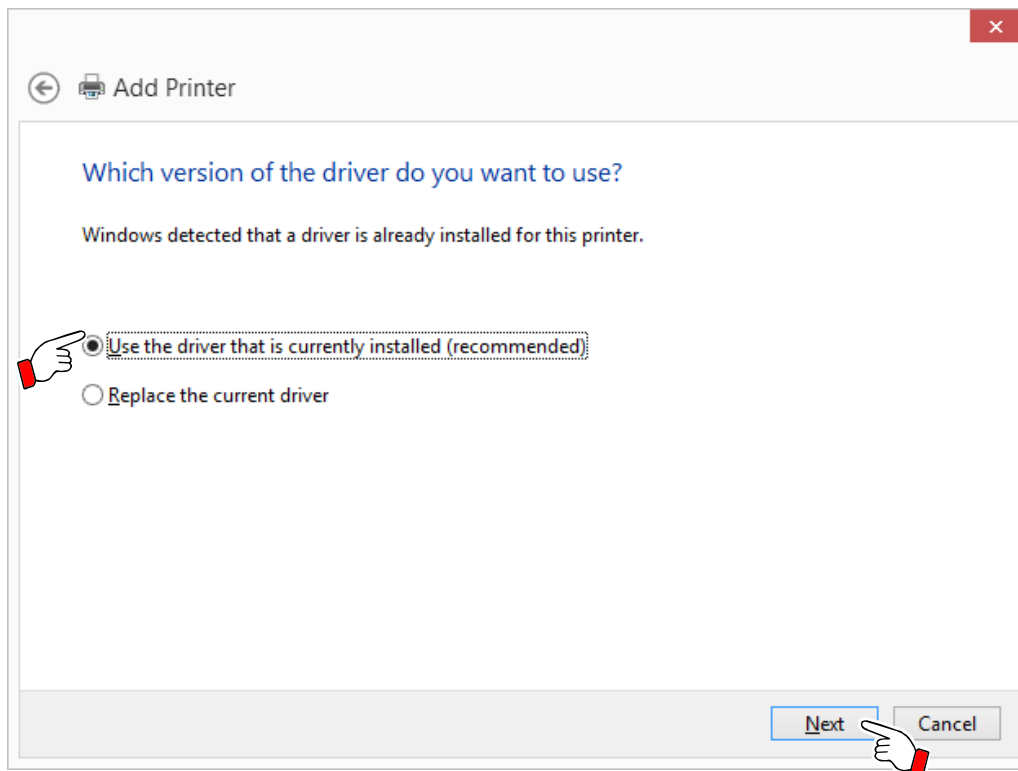 Add Printer
Which version of the driver do you want to use?
Windows detected that a driver is already installed for this printer.
Use the driver that is currently installed (recommended)
Replace the current driver
Next Cancel